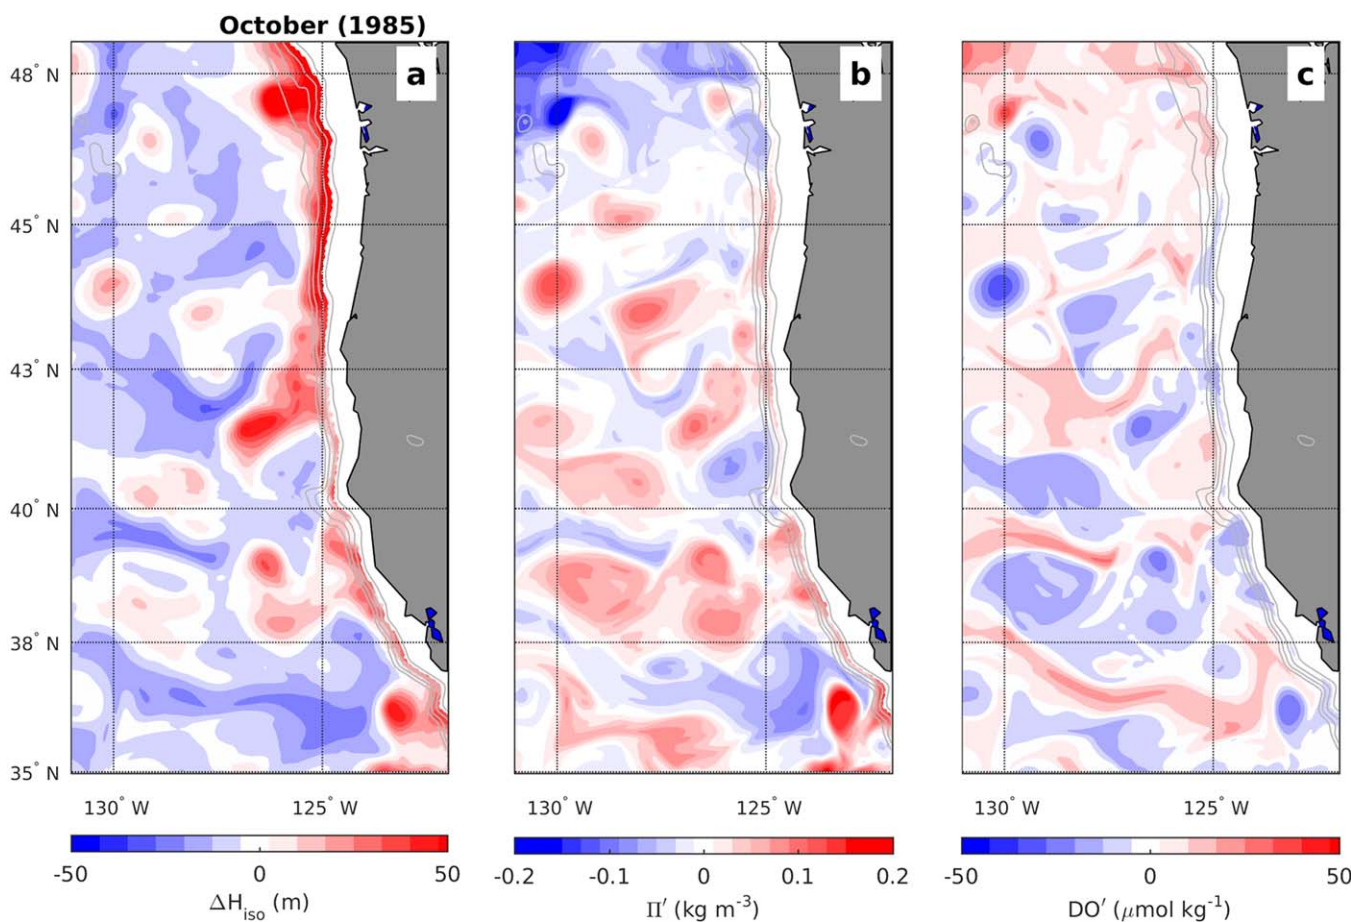 October (1985)
a
b
c
48° N
45° N
43° N
40° N
38° N
35° N
130° W 125° W
130° W 125° W
130° W 125° W
-50 0 50
-0.2 -0.1 0 0.1 0.2
-50 0 50
ΔH_iso (m)
Π′ (kg m⁻³)
DO′ (μmol kg⁻¹)